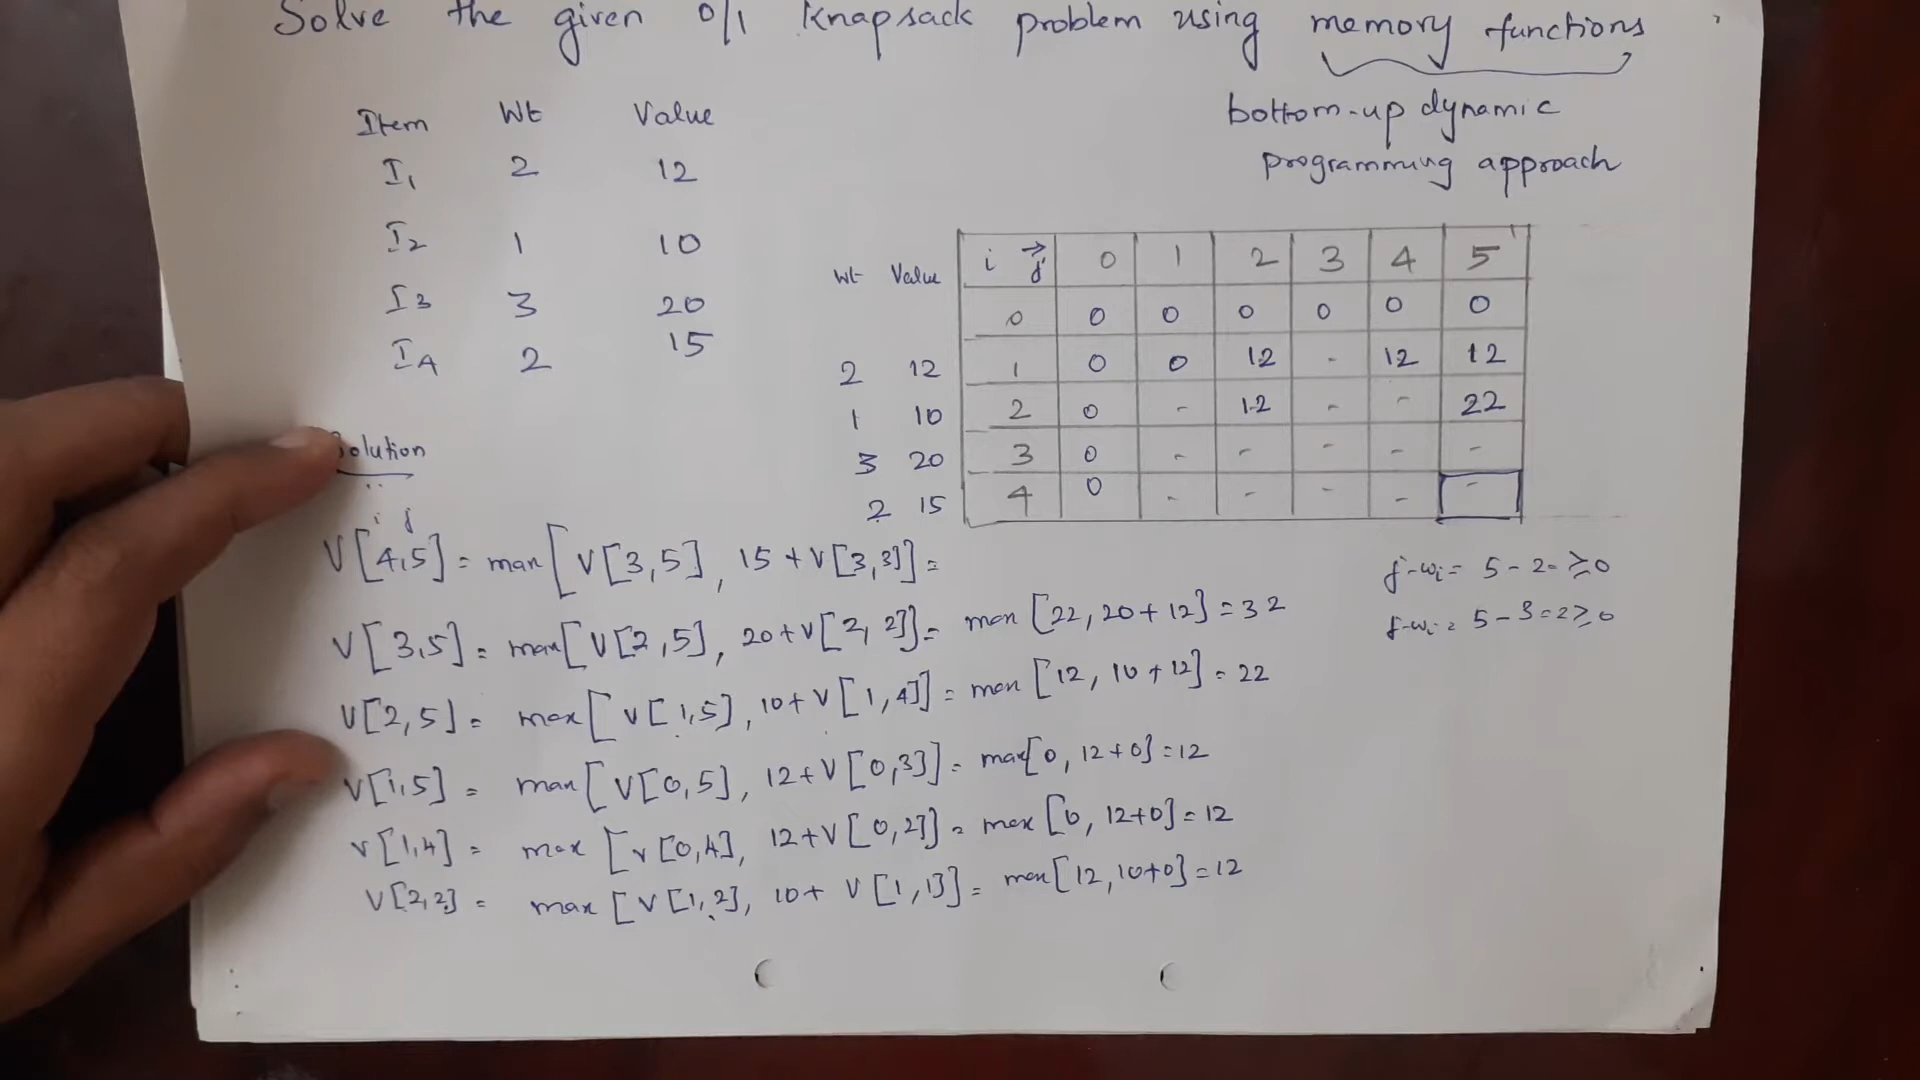 Solve the given 0/1 Knapsack problem using memory functions
bottom-up dynamic
programming approach
Item Wt Value
I1 2 12
I2 1 10
I3 3 20
I4 2 15
Wt Value i → j 0 1 2 3 4 5
0 0 0 0 0 0 0
2 12 1 0 0 12 - 12 12
1 10 2 0 - 12 - - 22
3 20 3 0 - - - - -
2 15 4 0 - - - - -
Solution
i j
V[4,5] = max[V[3,5], 15+V[3,3]] =
j-wi = 5-2 ≥0
V[3,5] = max[V[2,5], 20+V[2,2]] = max[22, 20+12] = 32
j-wi = 5-3=2≥0
V[2,5] = max[V[1,5], 10+V[1,4]] = max[12, 10+12] = 22
V[1,5] = max[V[0,5], 12+V[0,3]] = max[0, 12+0] = 12
V[1,4] = max[V[0,4], 12+V[0,2]] = max[0, 12+0] = 12
V[2,2] = max[V[1,2], 10+V[1,1]] = max[12, 10+0] = 12